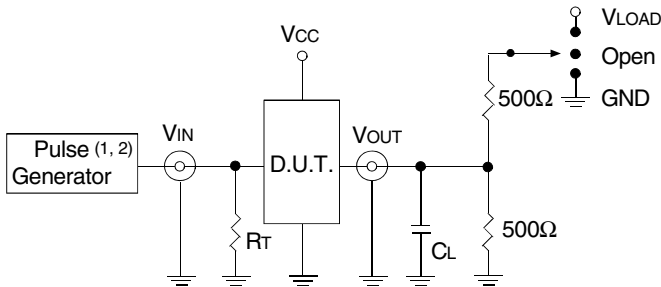 VLOAD
VCC
Open
500Ω
GND
VIN
VOUT
Pulse (1, 2)
Generator
D.U.T.
RT
CL
500Ω